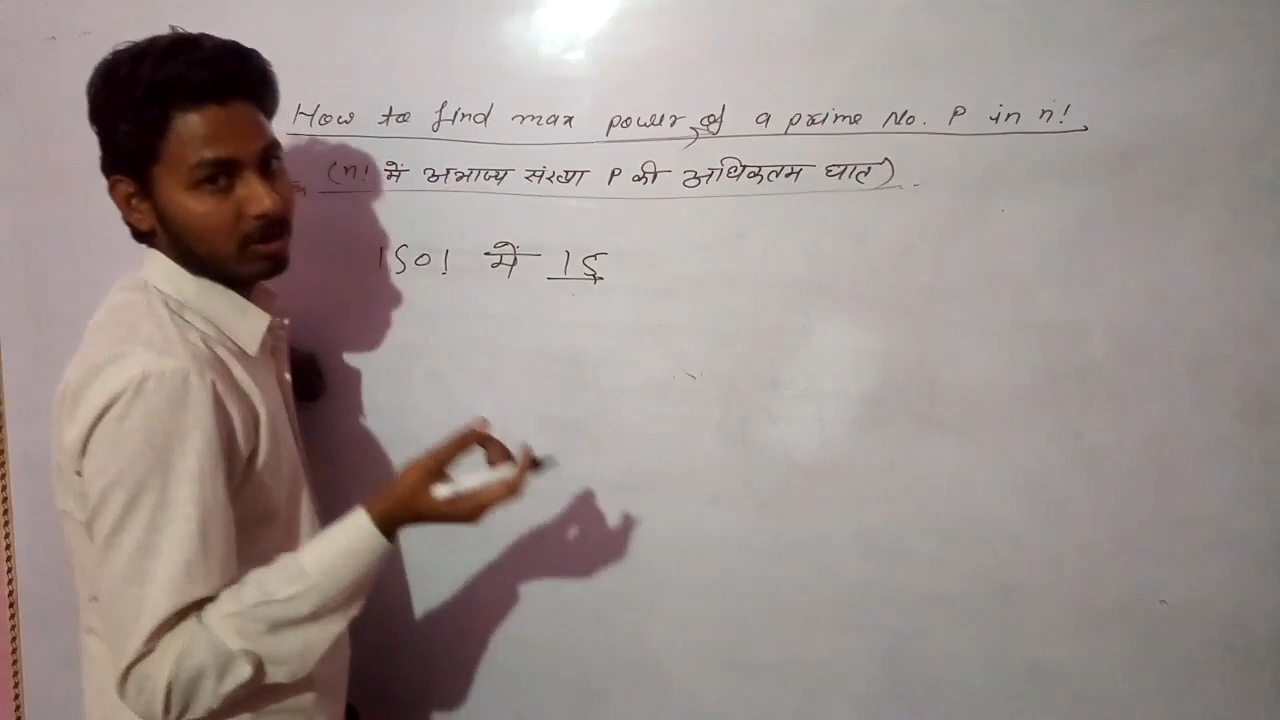 How to find max power of a prime No. P in n!
(n! में अभाज्य संख्या P की अधिकतम घात)
150! में 15